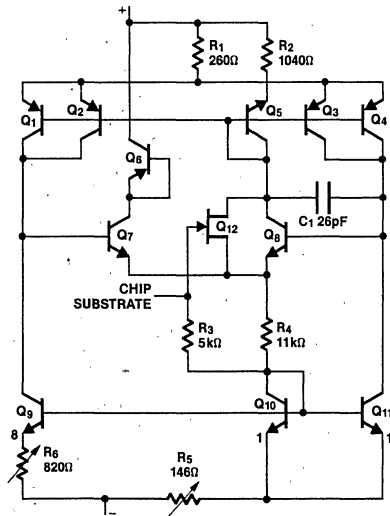 +
R1
260Ω
R2
1040Ω
Q1
Q2
Q5
Q3
Q4
Q6
Q7
Q12
C1 26pF
Q8
CHIP
SUBSTRATE
R3
5kΩ
R4
11kΩ
Q9
Q10
Q11
8
1
1
R6
820Ω
R5
146Ω
−